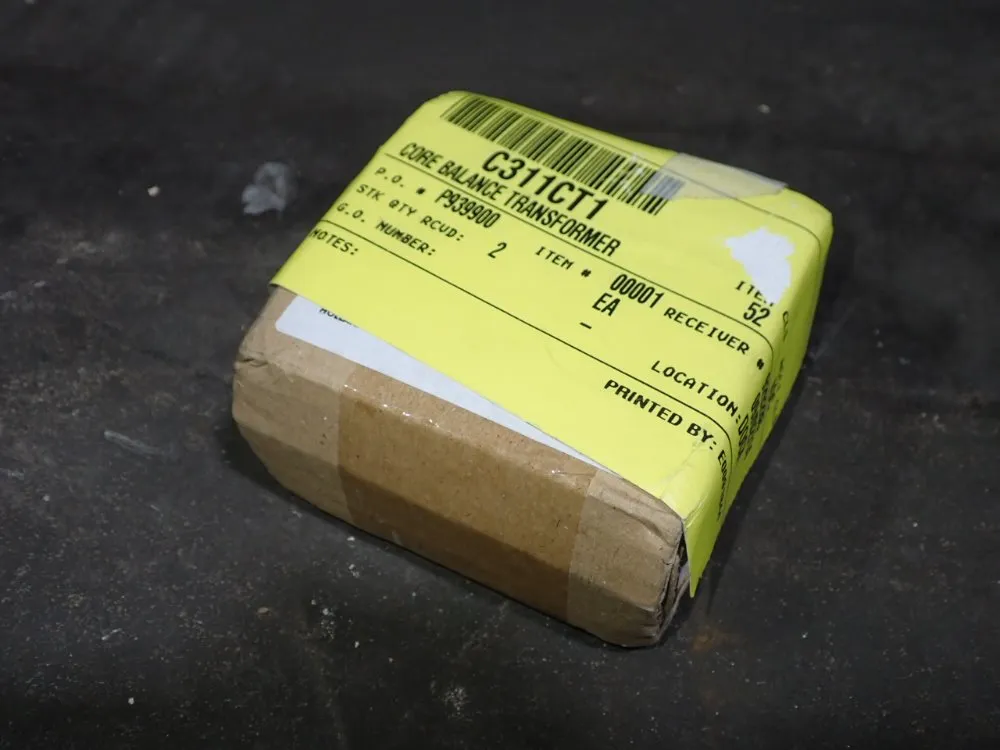 C311CT1
CORE BALANCE TRANSFORMER
P.O. # P939900 ITEM # 00001 RECEIVER #
STK QTY RCVD: 2 EA
G.O. NUMBER: – LOCATION:
NOTES: PRINTED BY:
52